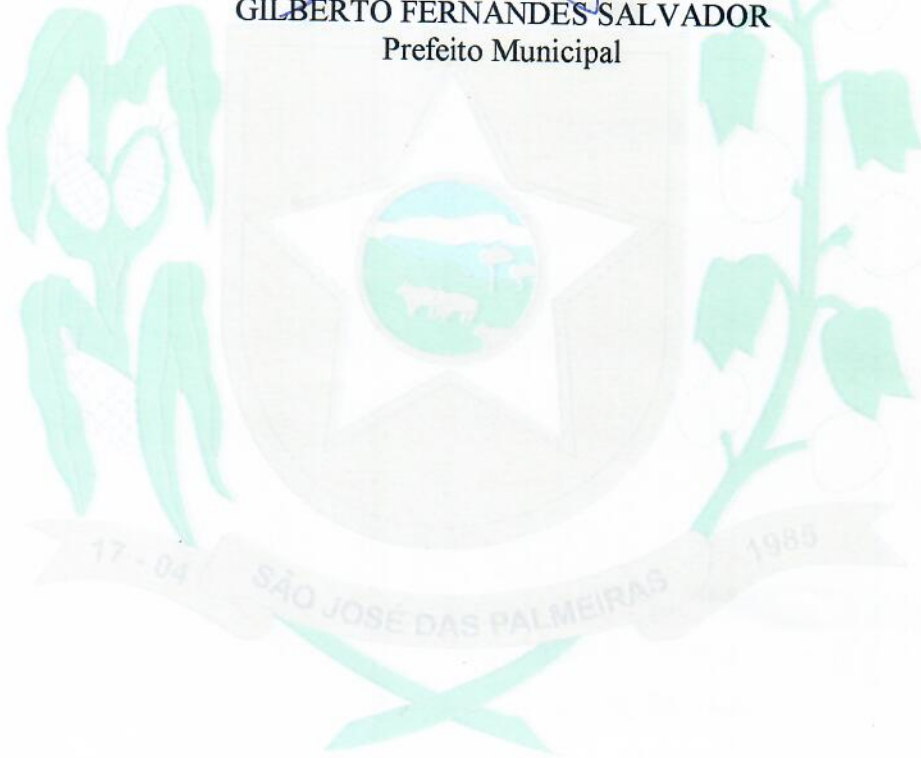 GILBERTO FERNANDES SALVADOR
Prefeito Municipal
17 - 04 SÃO JOSÉ DAS PALMEIRAS 1985